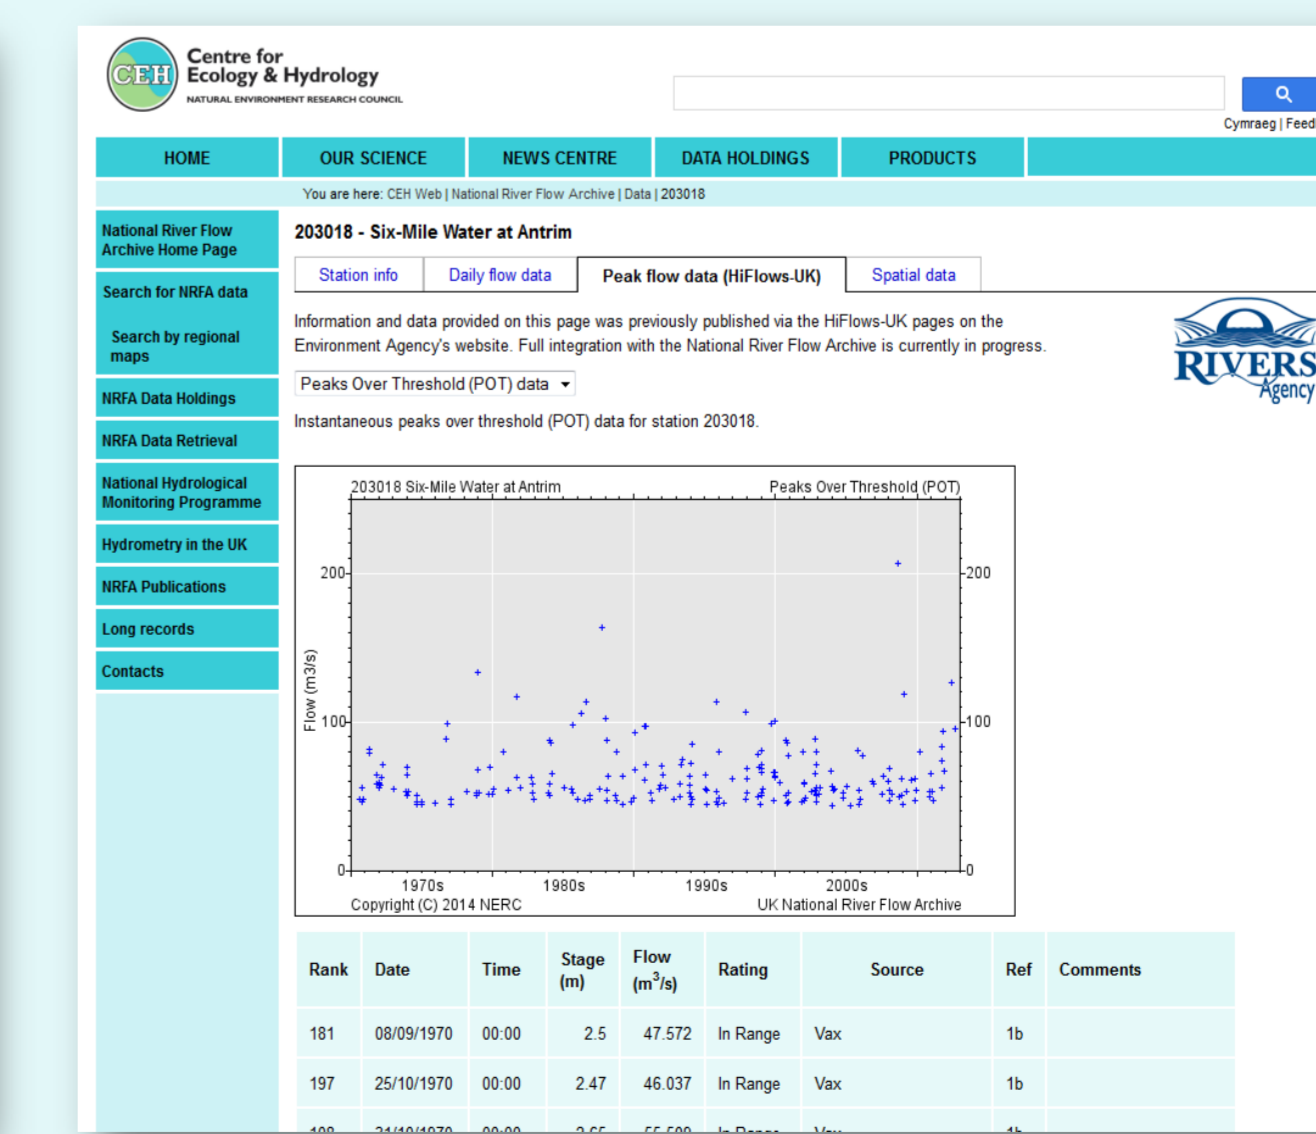 CEH
Centre for
Ecology & Hydrology
NATURAL ENVIRONMENT RESEARCH COUNCIL
Cymraeg | Feed
HOME
OUR SCIENCE
NEWS CENTRE
DATA HOLDINGS
PRODUCTS
You are here: CEH Web | National River Flow Archive | Data | 203018
National River Flow
Archive Home Page
Search for NRFA data
Search by regional
maps
NRFA Data Holdings
NRFA Data Retrieval
National Hydrological
Monitoring Programme
Hydrometry in the UK
NRFA Publications
Long records
Contacts
203018 - Six-Mile Water at Antrim
Station info
Daily flow data
Peak flow data (HiFlows-UK)
Spatial data
Information and data provided on this page was previously published via the HiFlows-UK pages on the
Environment Agency's website. Full integration with the National River Flow Archive is currently in progress.
RIVERS
Agency
Peaks Over Threshold (POT) data
Instantaneous peaks over threshold (POT) data for station 203018.
203018 Six-Mile Water at Antrim Peaks Over Threshold (POT)
200 200
Flow (m3/s)
100 100
0 0
1970s 1980s 1990s 2000s
Copyright (C) 2014 NERC UK National River Flow Archive
Rank Date Time Stage (m) Flow (m³/s) Rating Source Ref Comments
181 08/09/1970 00:00 2.5 47.572 In Range Vax 1b
197 25/10/1970 00:00 2.47 46.037 In Range Vax 1b